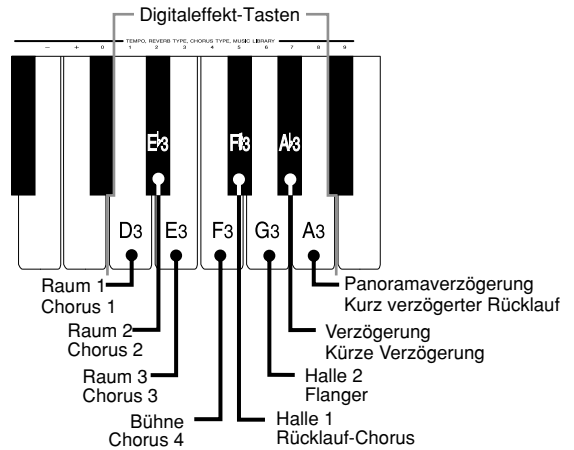 Digitaleffekt-Tasten
TEMPO, REVERB TYPE, CHORUS TYPE, MUSIC LIBRARY
− + 0 1 2 3 4 5 6 7 8 9
E♭3 F♯3 A♭3
D3 E3 F3 G3 A3
Raum 1
Chorus 1
Raum 2
Chorus 2
Raum 3
Chorus 3
Bühne
Chorus 4
Panoramaverzögerung
Kurz verzögerter Rücklauf
Verzögerung
Kürze Verzögerung
Halle 2
Flanger
Halle 1
Rücklauf-Chorus